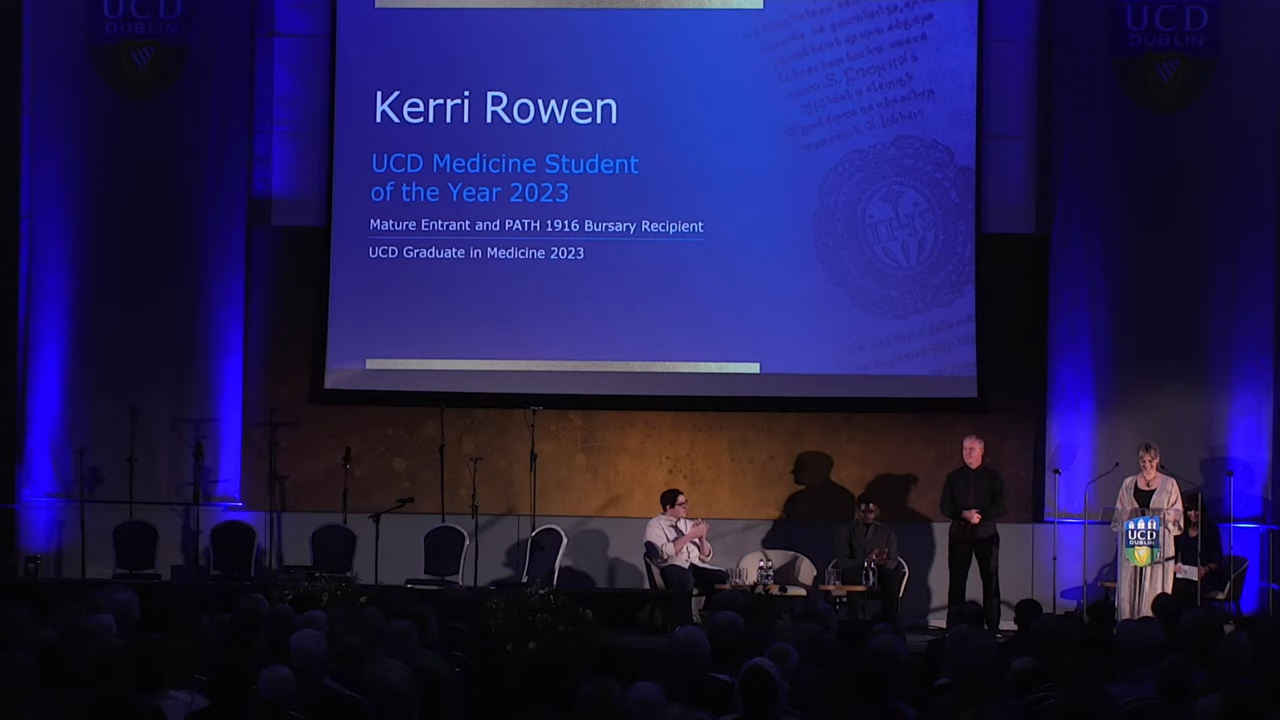 UCD
DUBLIN
UCD
DUBLIN
Kerri Rowen
UCD Medicine Student
of the Year 2023
Mature Entrant and PATH 1916 Bursary Recipient
UCD Graduate in Medicine 2023
UCD
DUBLIN